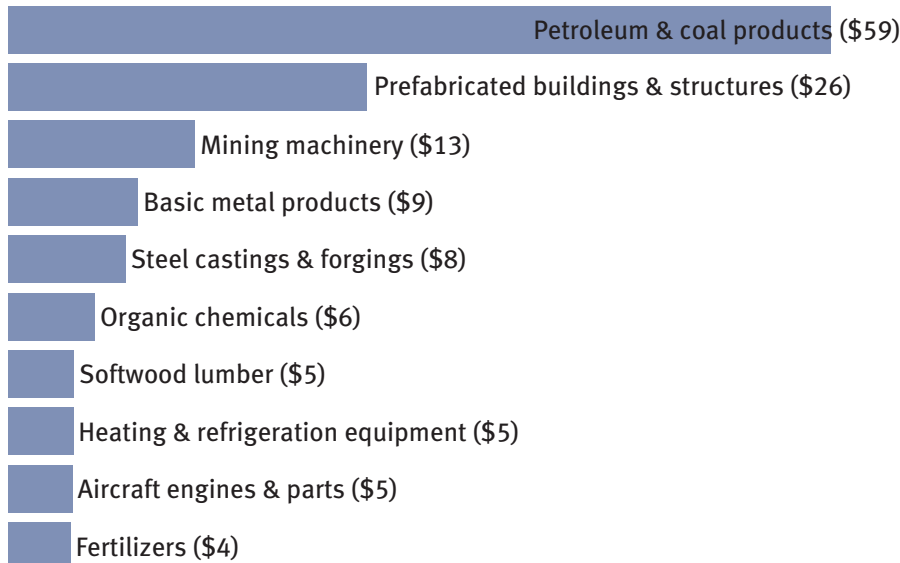 Petroleum & coal products ($59)
Prefabricated buildings & structures ($26)
Mining machinery ($13)
Basic metal products ($9)
Steel castings & forgings ($8)
Organic chemicals ($6)
Softwood lumber ($5)
Heating & refrigeration equipment ($5)
Aircraft engines & parts ($5)
Fertilizers ($4)